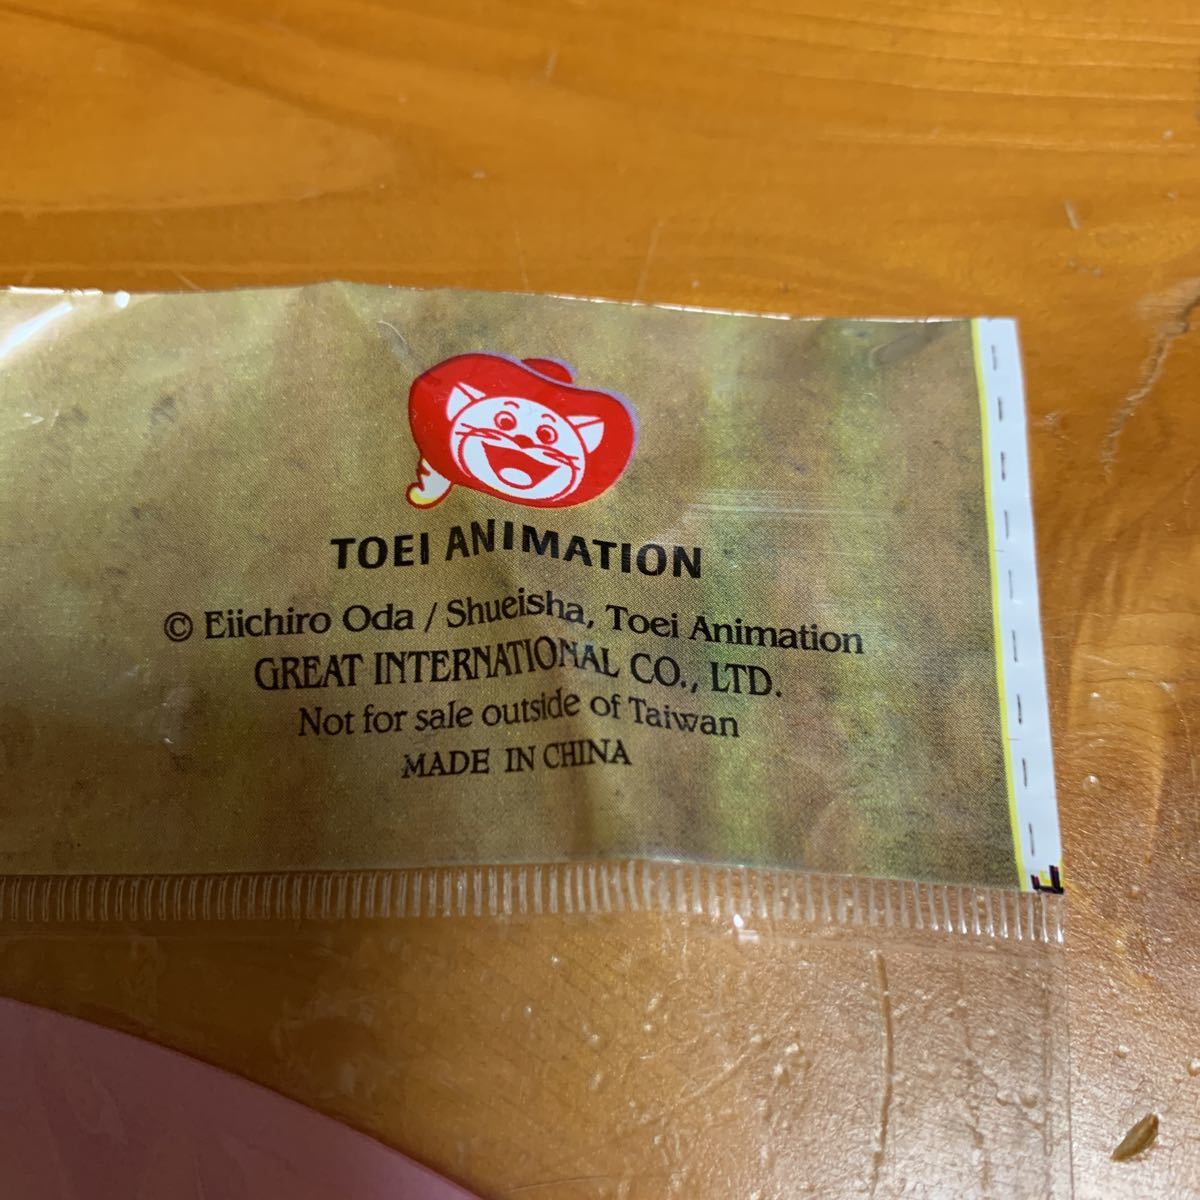 TOEI ANIMATION
© Eiichiro Oda / Shueisha, Toei Animation
GREAT INTERNATIONAL CO., LTD.
Not for sale outside of Taiwan
MADE IN CHINA